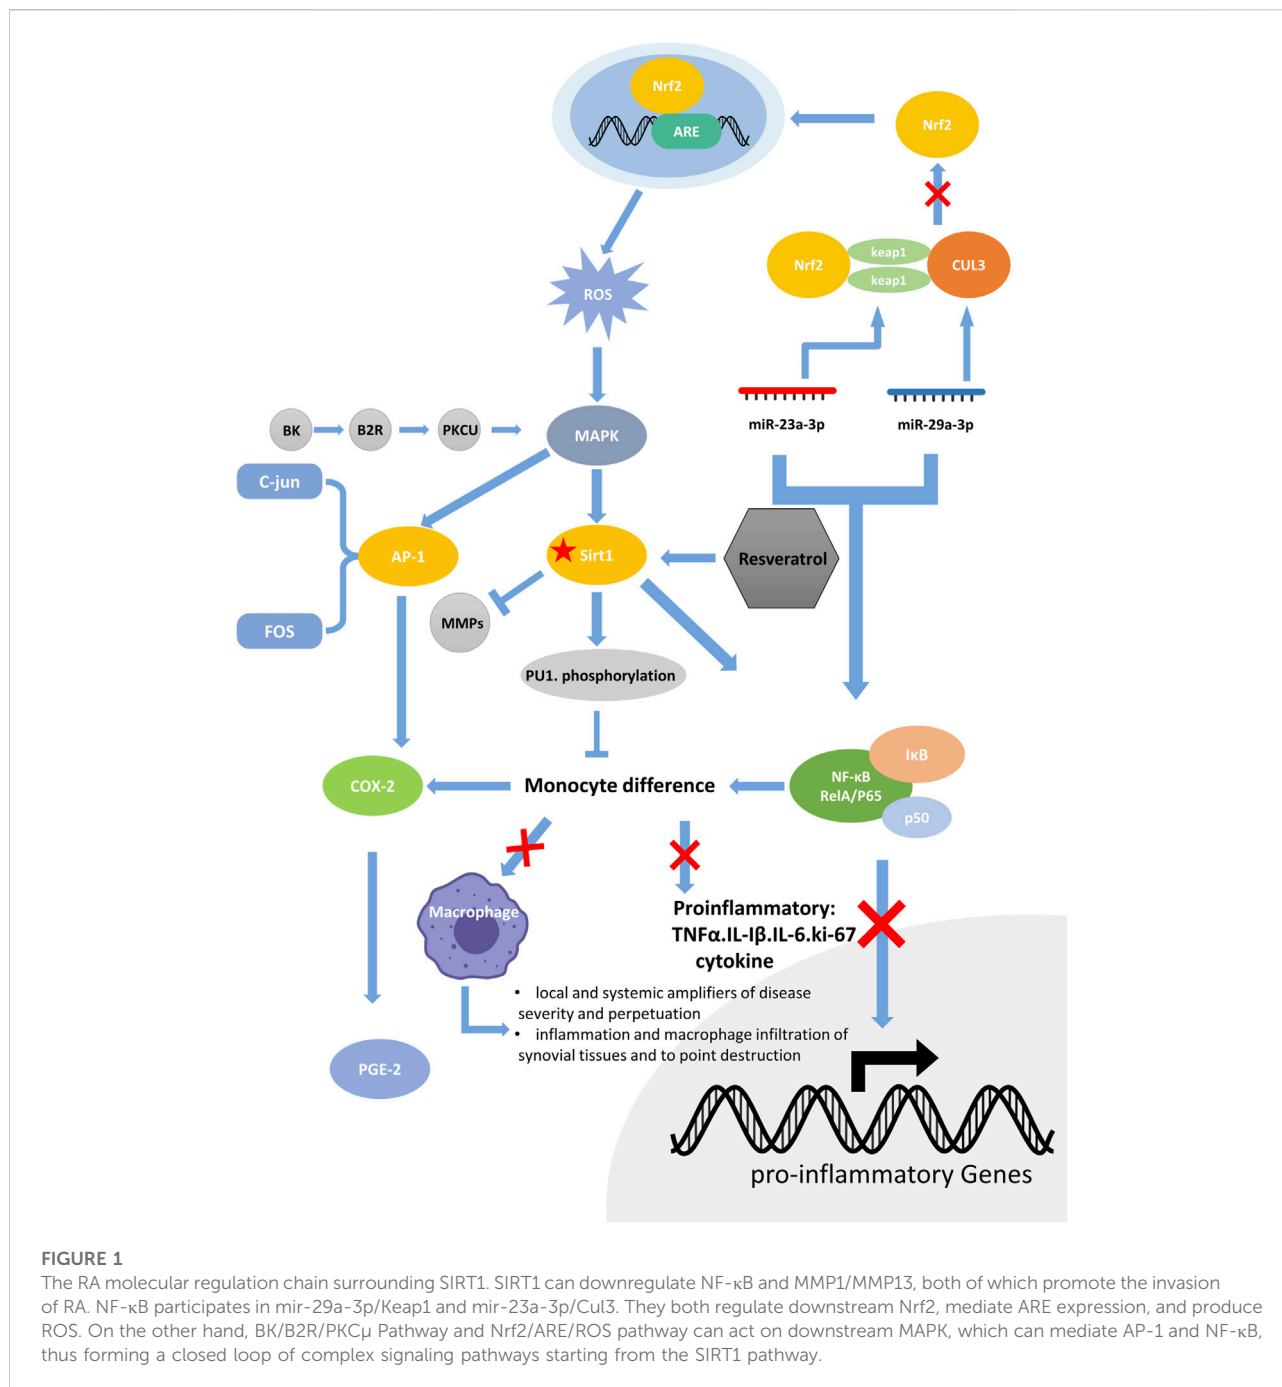 Nrf2
ARE
Nrf2
Nrf2
keap1
keap1
CUL3
ROS
miR-23a-3p
miR-29a-3p
BK
B2R
PKCU
MAPK
C-jun
AP-1
FOS
Sirt1
Resveratrol
MMPs
PU1. phosphorylation
IκB
NF-κB
RelA/P65
p50
COX-2
Monocyte difference
Macrophage
Proinflammatory:
TNFα.IL-Iβ.IL-6.ki-67
cytokine
• local and systemic amplifiers of disease
severity and perpetuation
• inflammation and macrophage infiltration of
synovial tissues and to point destruction
PGE-2
pro-inflammatory Genes
FIGURE 1
The RA molecular regulation chain surrounding SIRT1. SIRT1 can downregulate NF-κB and MMP1/MMP13, both of which promote the invasion
of RA. NF-κB participates in mir-29a-3p/Keap1 and mir-23a-3p/Cul3. They both regulate downstream Nrf2, mediate ARE expression, and produce
ROS. On the other hand, BK/B2R/PKCμ Pathway and Nrf2/ARE/ROS pathway can act on downstream MAPK, which can mediate AP-1 and NF-κB,
thus forming a closed loop of complex signaling pathways starting from the SIRT1 pathway.